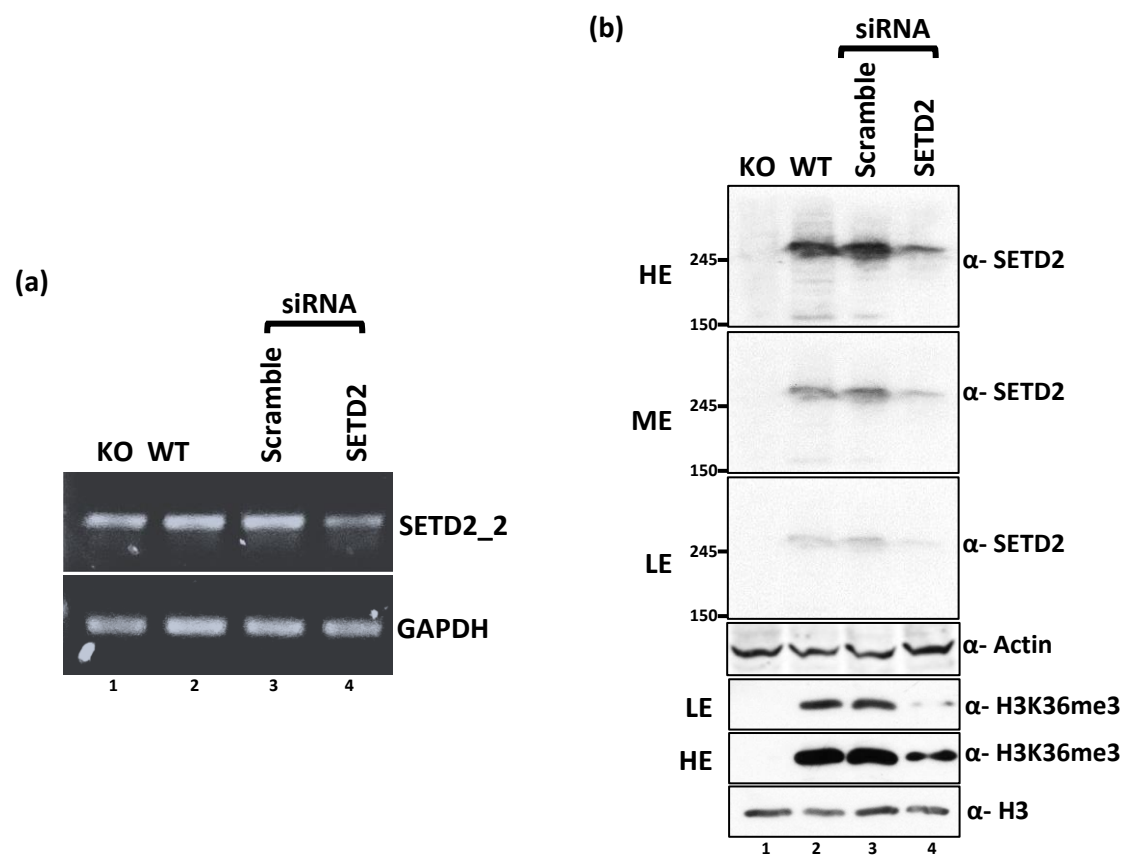 (a)
siRNA
Scramble
SETD2
KO WT
SETD2_2
GAPDH
1 2 3 4
(b)
siRNA
Scramble
SETD2
KO WT
HE
245
150
α- SETD2
ME
245
150
α- SETD2
LE
245
150
α- SETD2
α- Actin
LE α- H3K36me3
HE α- H3K36me3
α- H3
1 2 3 4